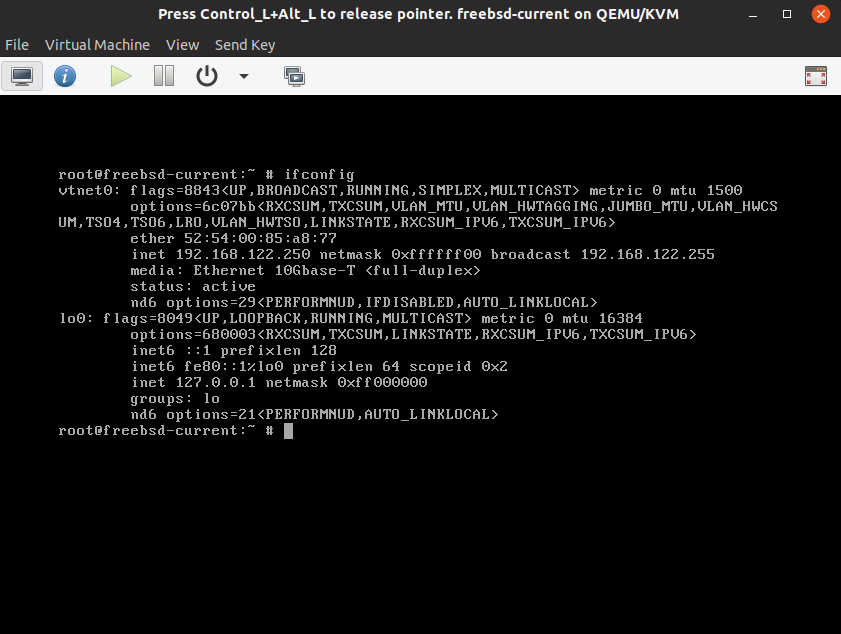 Press Control_L+Alt_L to release pointer. freebsd-current on QEMU/KVM
File Virtual Machine View Send Key
root@freebsd-current:~ # ifconfig
vtnet0: flags=8843<UP,BROADCAST,RUNNING,SIMPLEX,MULTICAST> metric 0 mtu 1500
options=6c07bb<RXCSUM,TXCSUM,VLAN_MTU,VLAN_HWTAGGING,JUMBO_MTU,VLAN_HWCS
UM,TSO4,TSO6,LRO,VLAN_HWTSO,LINKSTATE,RXCSUM_IPV6,TXCSUM_IPV6>
ether 52:54:00:85:a8:77
inet 192.168.122.250 netmask 0xffffff00 broadcast 192.168.122.255
media: Ethernet 10Gbase-T <full-duplex>
status: active
nd6 options=29<PERFORMNUD,IFDISABLED,AUTO_LINKLOCAL>
lo0: flags=8049<UP,LOOPBACK,RUNNING,MULTICAST> metric 0 mtu 16384
options=680003<RXCSUM,TXCSUM,LINKSTATE,RXCSUM_IPV6,TXCSUM_IPV6>
inet6 ::1 prefixlen 128
inet6 fe80::1%lo0 prefixlen 64 scopeid 0x2
inet 127.0.0.1 netmask 0xff000000
groups: lo
nd6 options=21<PERFORMNUD,AUTO_LINKLOCAL>
root@freebsd-current:~ #